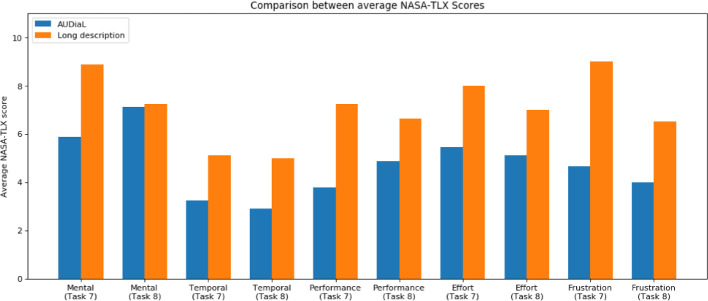 Comparison between average NASA-TLX Scores
AUDiaL
Long description
Average NASA-TLX score
10
8
6
4
2
0
Mental
(Task 7)
Mental
(Task 8)
Temporal
(Task 7)
Temporal
(Task 8)
Performance
(Task 7)
Performance
(Task 8)
Effort
(Task 7)
Effort
(Task 8)
Frustration
(Task 7)
Frustration
(Task 8)